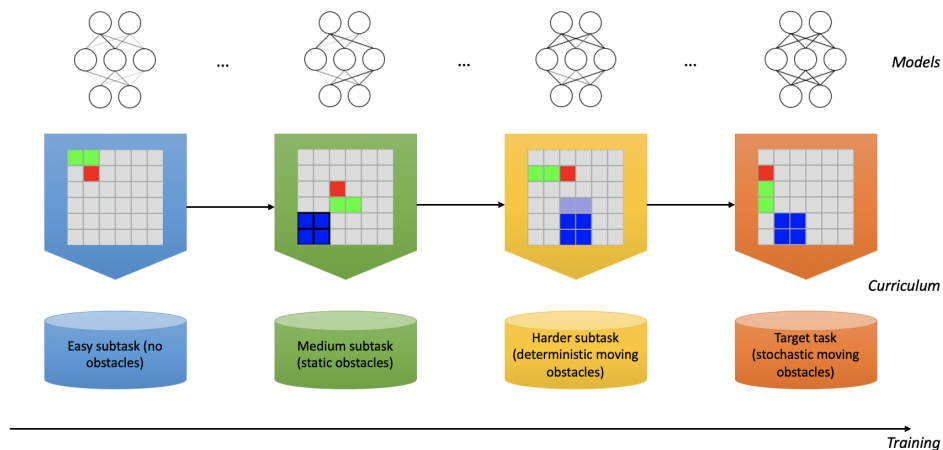 ...
...
...
Models
Curriculum
Easy subtask (no
obstacles)
Medium subtask
(static obstacles)
Harder subtask
(deterministic moving
obstacles)
Target task
(stochastic moving
obstacles)
Training